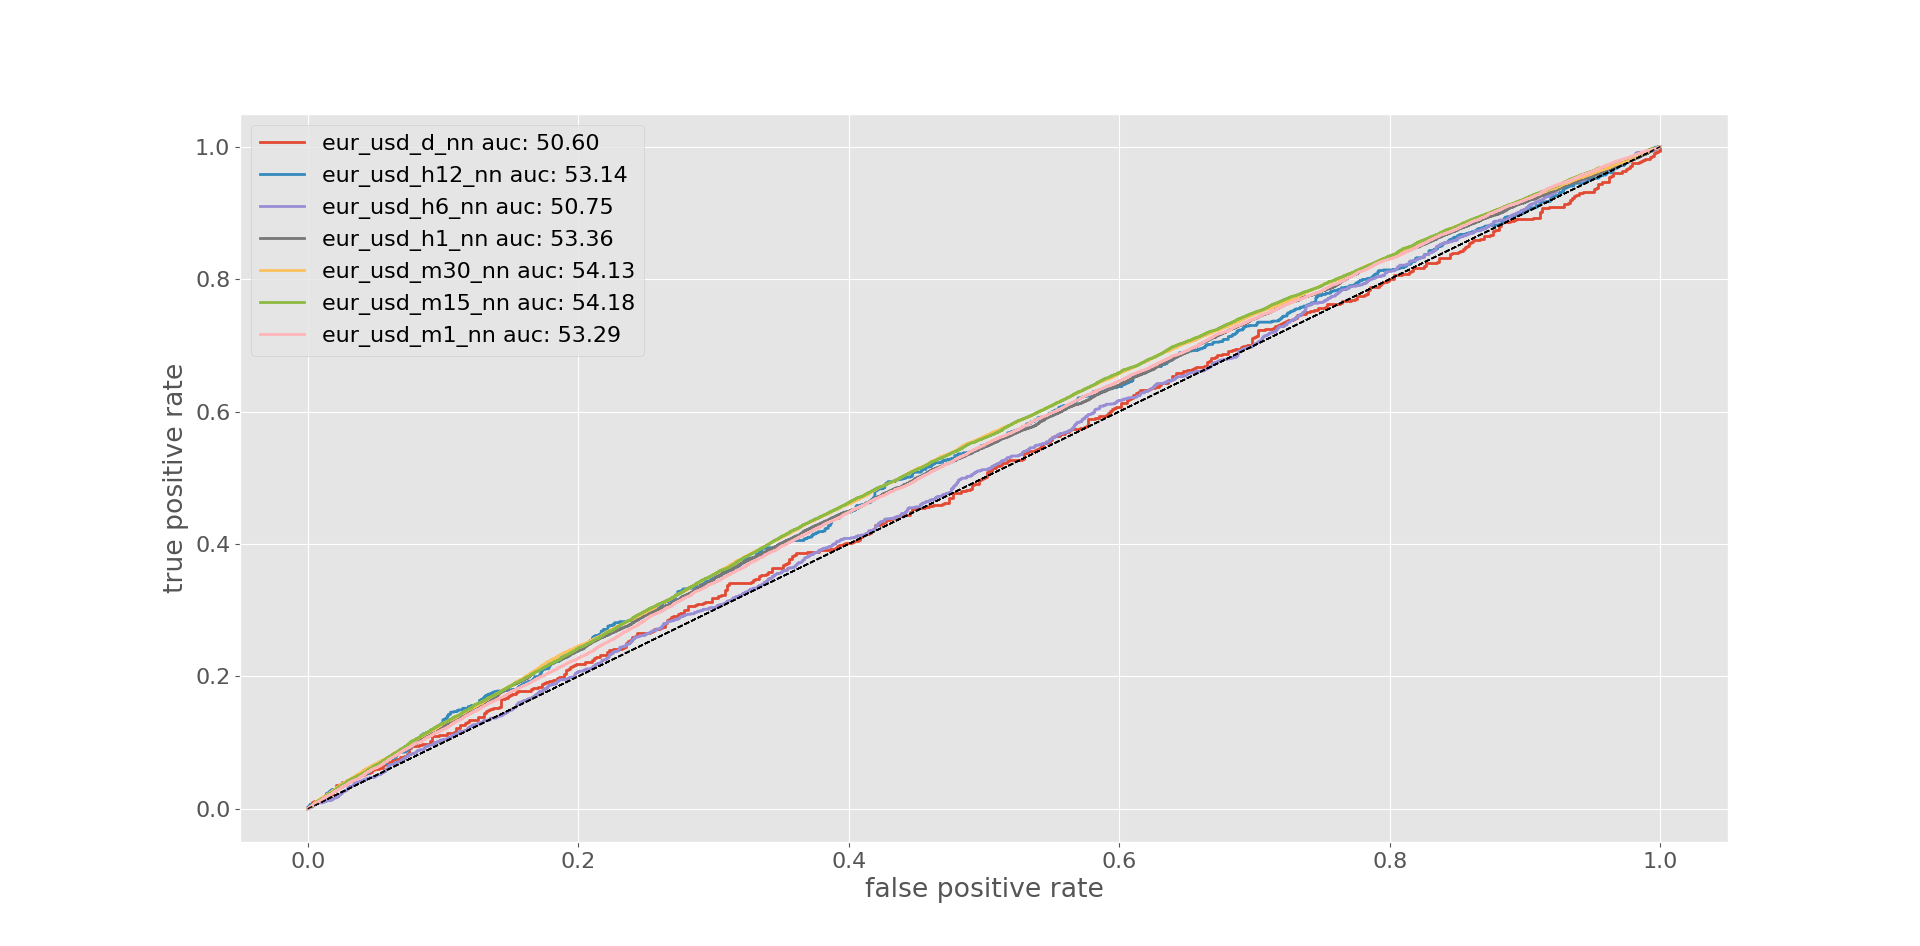 eur_usd_d_nn auc: 50.60
eur_usd_h12_nn auc: 53.14
eur_usd_h6_nn auc: 50.75
eur_usd_h1_nn auc: 53.36
eur_usd_m30_nn auc: 54.13
eur_usd_m15_nn auc: 54.18
eur_usd_m1_nn auc: 53.29
1.0
0.8
0.6
0.4
0.2
0.0
true positive rate
0.0 0.2 0.4 0.6 0.8 1.0
false positive rate